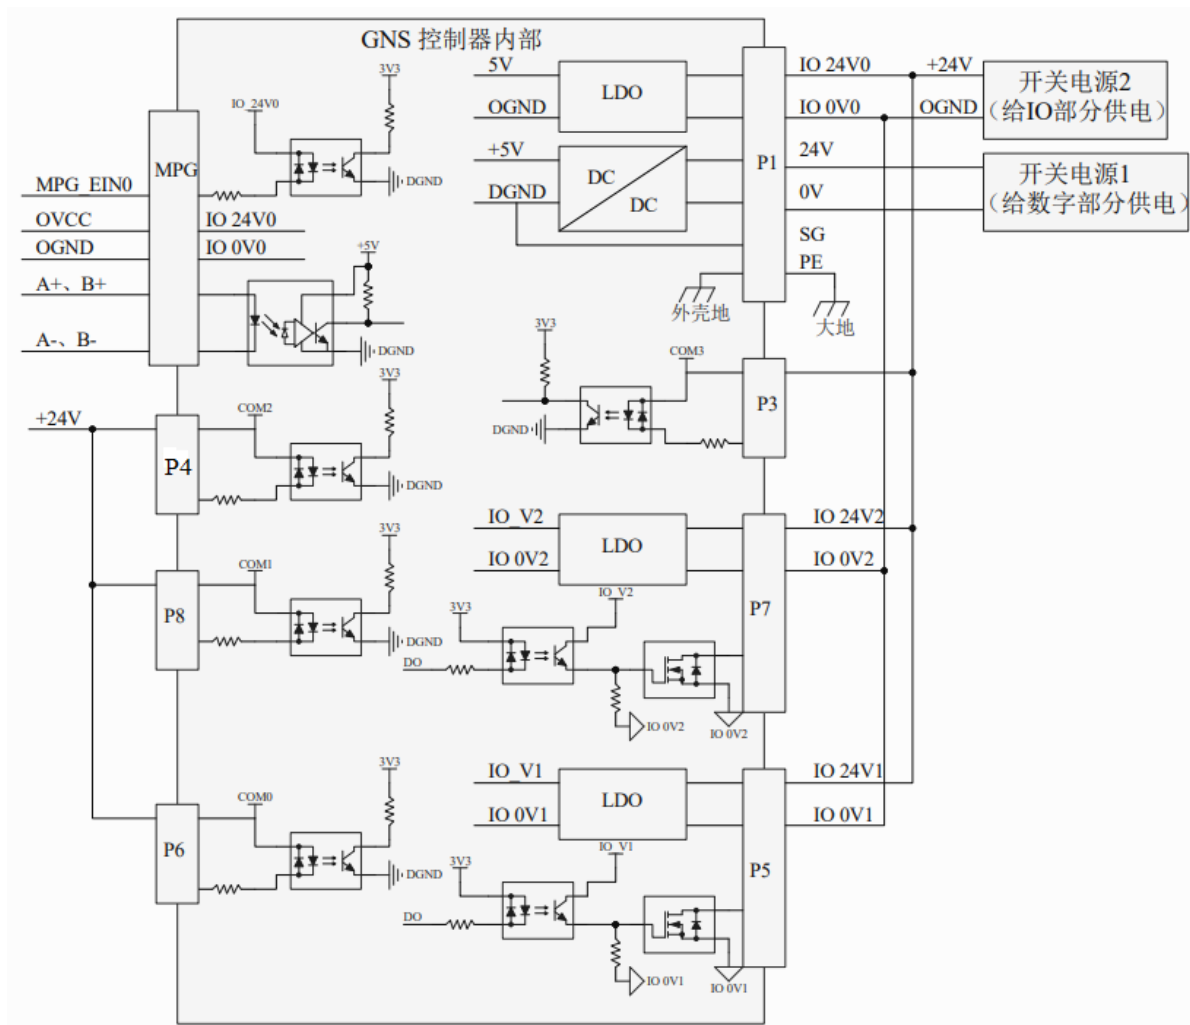 GNS 控制器内部
3V3
5V
IO 24V0
+24V
开关电源2
（给IO部分供电）
LDO
IO_24V0
OGND
IO 0V0
OGND
MPG
+5V
P1
24V
开关电源1
（给数字部分供电）
MPG_EIN0
DGND
DC
DC
DGND
0V
OVCC
IO 24V0
SG
OGND
IO 0V0
+5V
PE
A+、B+
外壳地
大地
3V3
A-、B-
DGND
COM3
3V3
P3
COM2
+24V
DGND
P4
DGND
IO_V2
IO 24V2
3V3
LDO
COM1
IO 0V2
IO 0V2
IO_V2
P8
3V3
P7
DGND
DO
IO 0V2
IO 0V2
3V3
IO_V1
IO 24V1
COM0
LDO
IO 0V1
IO 0V1
P6
IO_V1
3V3
P5
DGND
DO
IO 0V1
IO 0V1